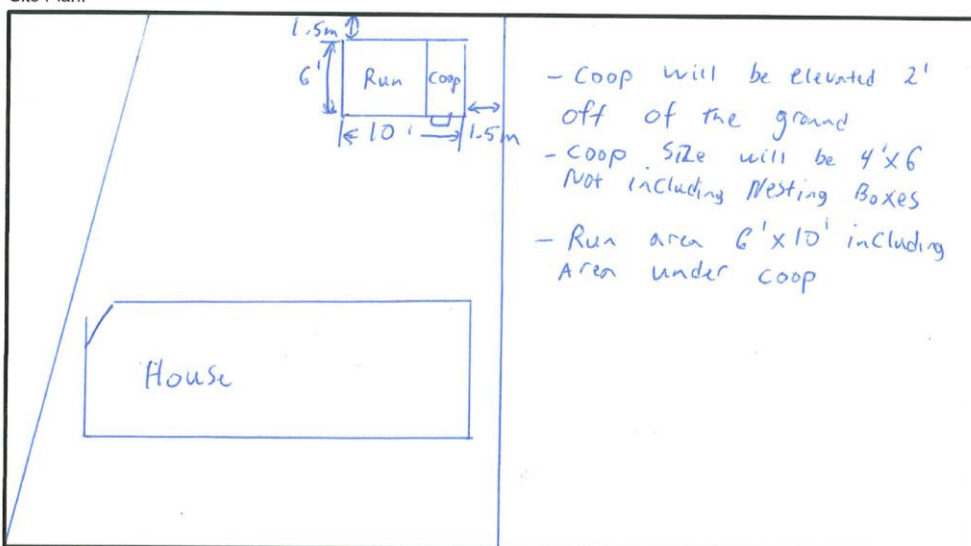 1.5m
6'
Run
Coop
10'
1.5m
- Coop will be elevated 2'
off of the ground
- Coop Size will be 4'x6
Not including Nesting Boxes
- Run area 6'x10' including
Area under coop
House